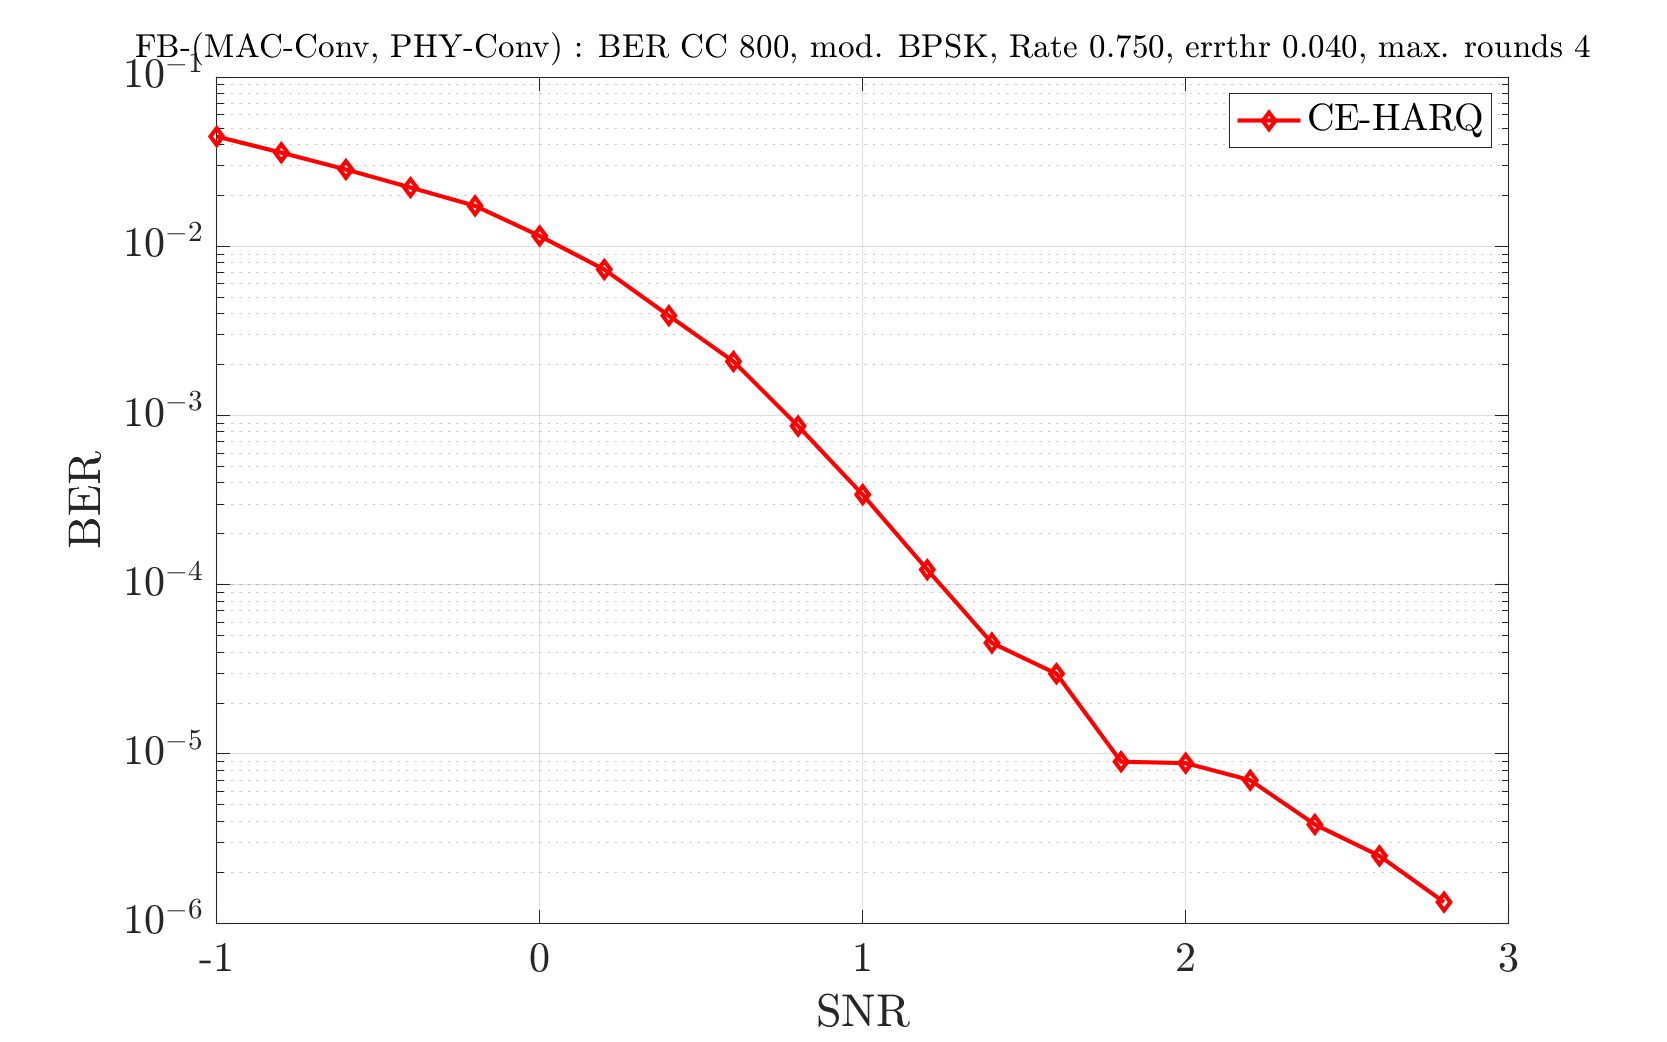 FB-(MAC-Conv, PHY-Conv) : BER CC 800, mod. BPSK, Rate 0.750, errthr 0.040, max. rounds 4
10⁻¹
CE-HARQ
10⁻²
10⁻³
BER
10⁻⁴
10⁻⁵
10⁻⁶
-1 0 1 2 3
SNR